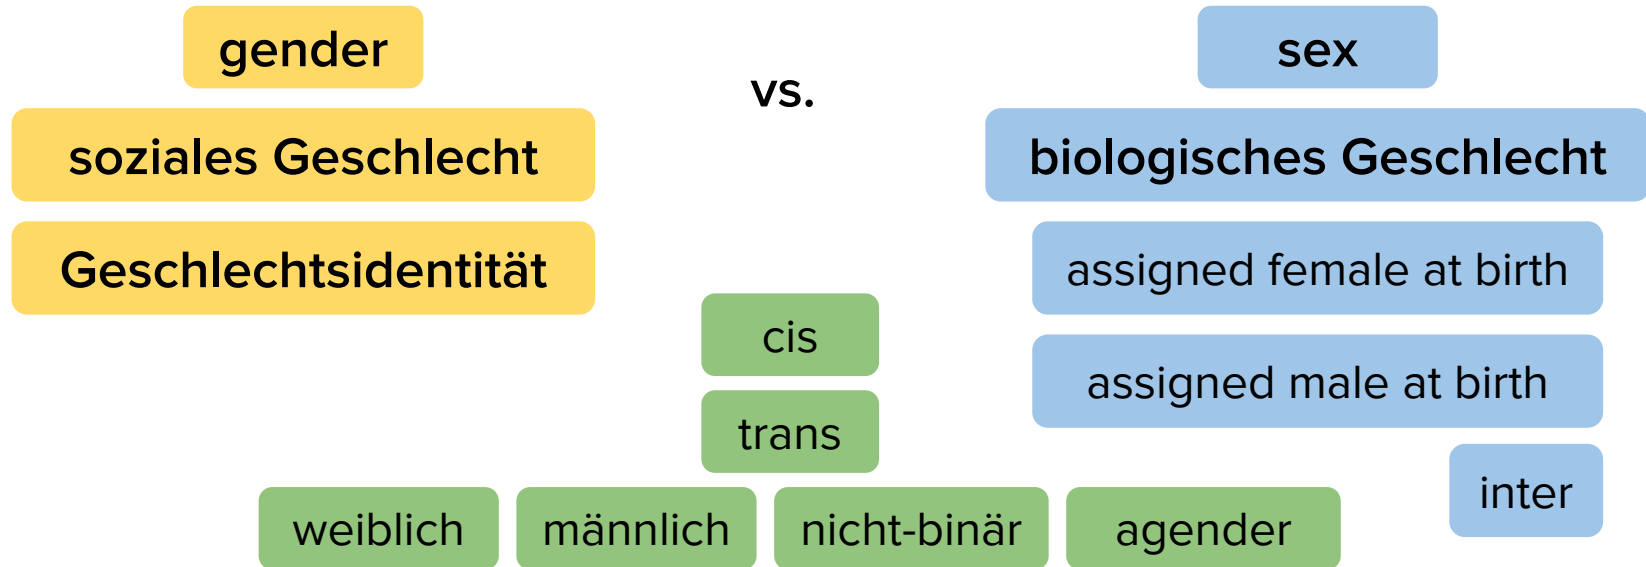 gender
vs.
sex
soziales Geschlecht
biologisches Geschlecht
Geschlechtsidentität
assigned female at birth
cis
assigned male at birth
trans
inter
weiblich
männlich
nicht-binär
agender